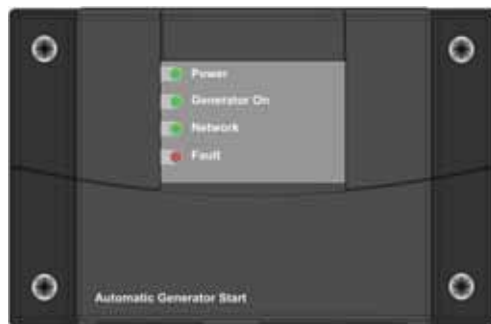 Power
Generator On
Network
Fault
Automatic Generator Start